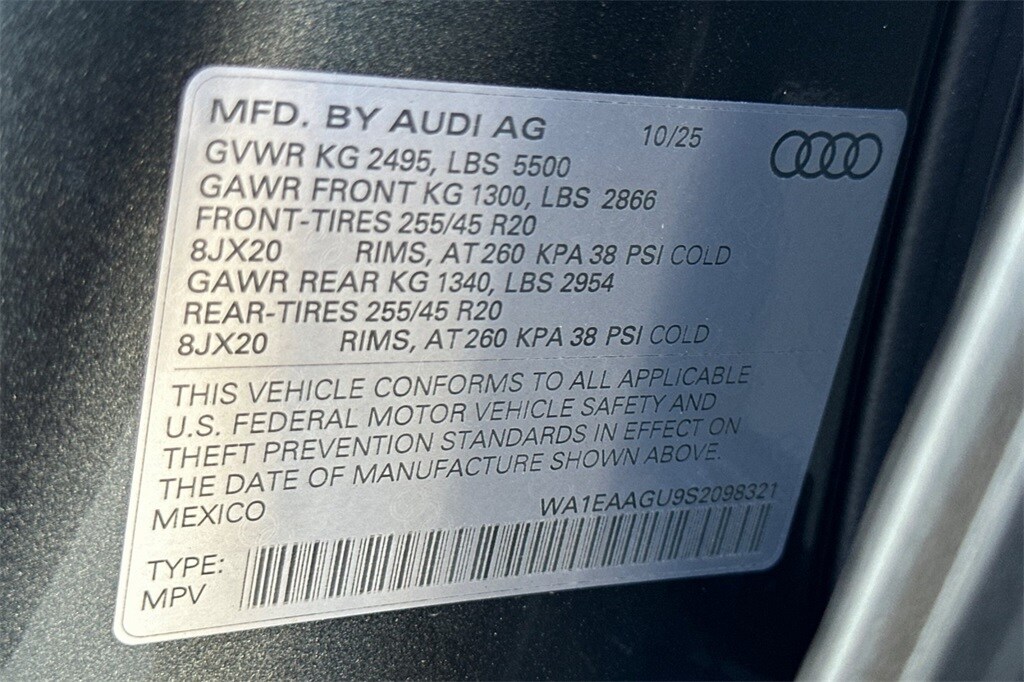 MFD. BY AUDI AG 10/25
GVWR KG 2495, LBS 5500
GAWR FRONT KG 1300, LBS 2866
FRONT-TIRES 255/45 R20
8JX20 RIMS, AT 260 KPA 38 PSI COLD
GAWR REAR KG 1340, LBS 2954
REAR-TIRES 255/45 R20
8JX20 RIMS, AT 260 KPA 38 PSI COLD
THIS VEHICLE CONFORMS TO ALL APPLICABLE
U.S. FEDERAL MOTOR VEHICLE SAFETY AND
THEFT PREVENTION STANDARDS IN EFFECT ON
THE DATE OF MANUFACTURE SHOWN ABOVE.
MEXICO WA1EAAGU9S2098321
TYPE:
MPV